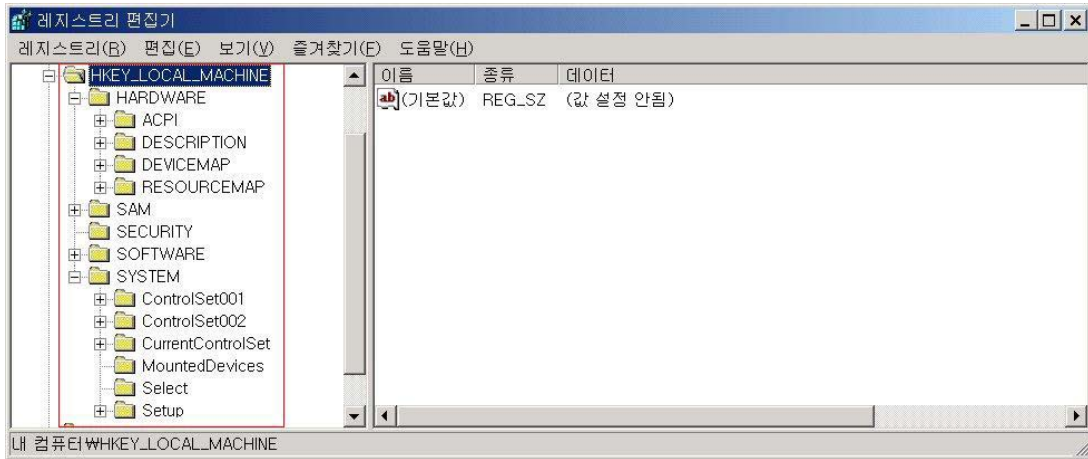 레지스트리 편집기
레지스트리(R) 편집(E) 보기(V) 즐겨찾기(F) 도움말(H)
HKEY_LOCAL_MACHINE
HARDWARE
ACPI
DESCRIPTION
DEVICEMAP
RESOURCEMAP
SAM
SECURITY
SOFTWARE
SYSTEM
ControlSet001
ControlSet002
CurrentControlSet
MountedDevices
Select
Setup
이름 종류 데이터
ab (기본값) REG_SZ (값 설정 안됨)
내 컴퓨터₩HKEY_LOCAL_MACHINE